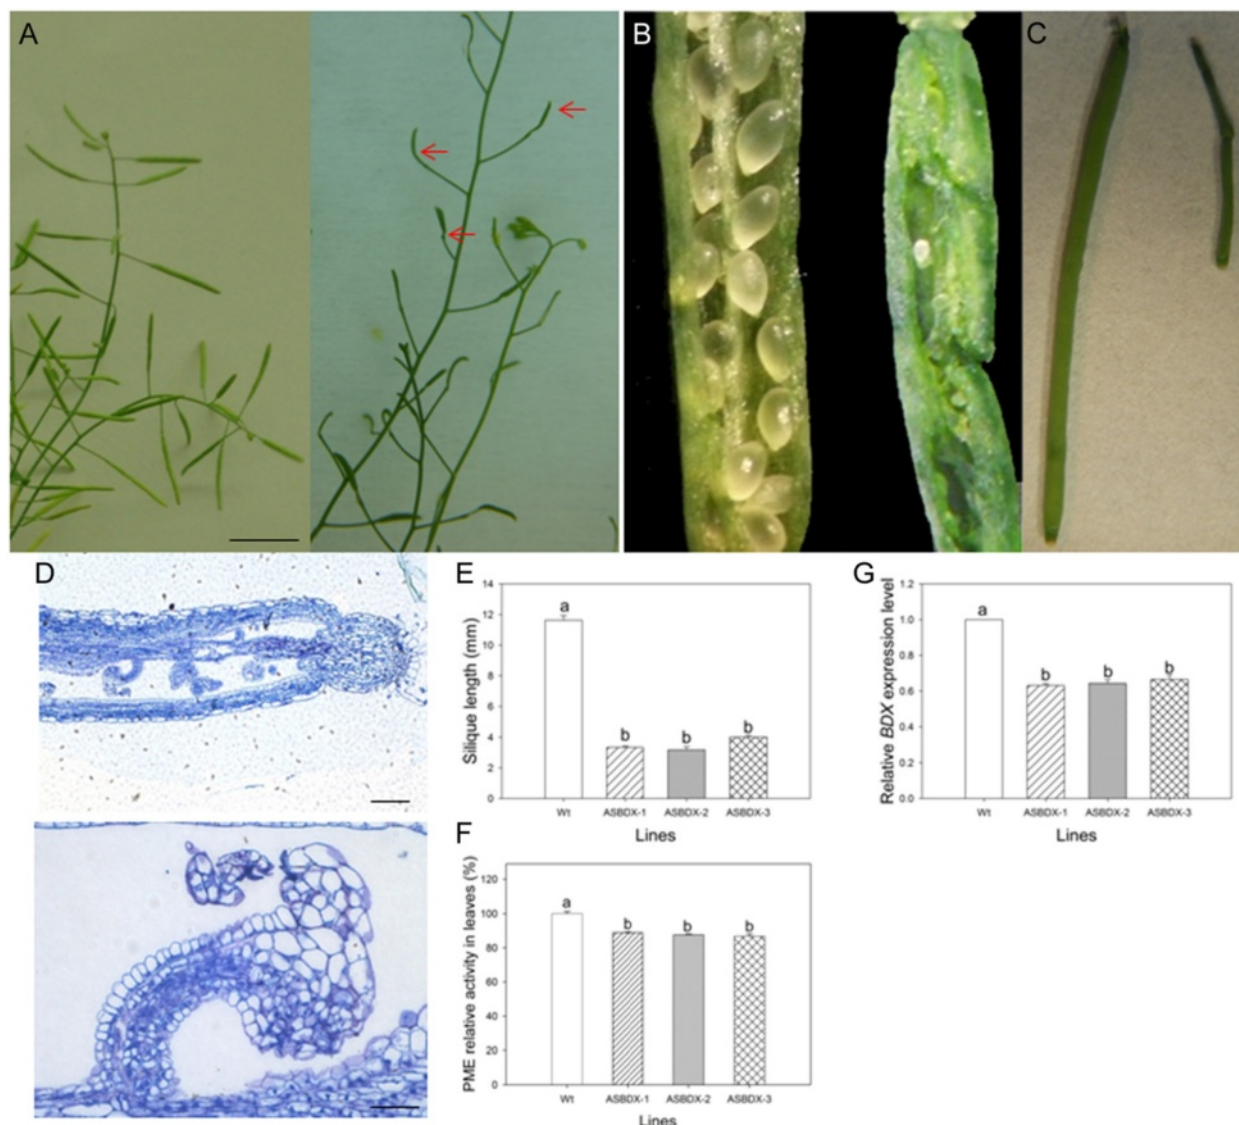 A
B
C
D
E
Silique length (mm)
14
12
10
8
6
4
2
0
a
b
b
b
Wt
ASBDX-1
ASBDX-2
ASBDX-3
Lines
G
Relative BDX expression level
1.2
1.0
0.8
0.6
0.4
0.2
0.0
a
b
b
b
Wt
ASBDX-1
ASBDX-2
ASBDX-3
Lines
F
PME relative activity in leaves (%)
120
100
80
60
40
20
0
a
b
b
b
Wt
ASBDX-1
ASBDX-2
ASBDX-3
Lines